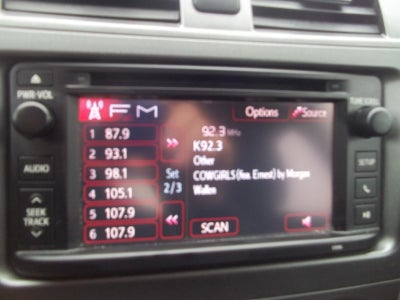 PWR·VOL
TUNE·SCROLL
FM
Options
Source
1 87.9
2 93.1
3 98.1
4 105.1
5 107.9
6 107.9
Set
2/3
92.3 MHz
K92.3
Other
COWGIRLS (fea. Ernest) by Morgan
Wallen
SCAN
AUDIO
SEEK
TRACK
SETUP